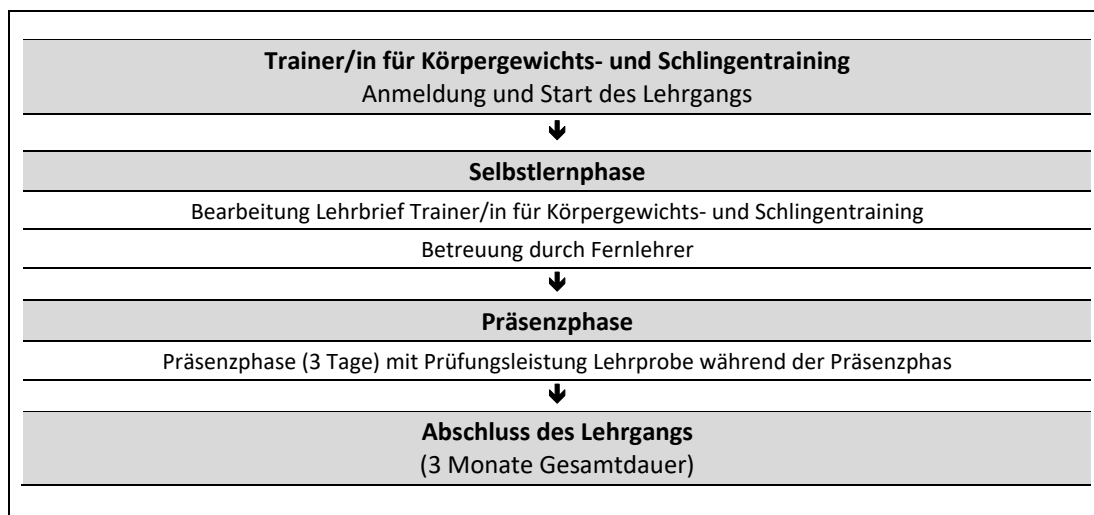 Trainer/in für Körpergewichts- und Schlingentraining
Anmeldung und Start des Lehrgangs
Selbstlernphase
Bearbeitung Lehrbrief Trainer/in für Körpergewichts- und Schlingentraining
Betreuung durch Fernlehrer
Präsenzphase
Präsenzphase (3 Tage) mit Prüfungsleistung Lehrprobe während der Präsenzphas
Abschluss des Lehrgangs
(3 Monate Gesamtdauer)